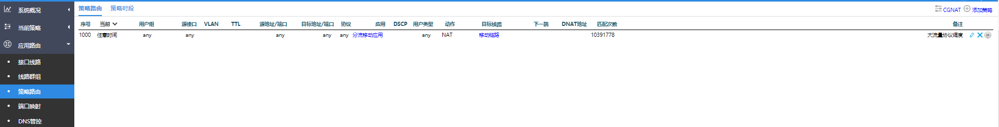 系统概况
当前策略
应用路由
接口线路
线路群组
策略路由
端口映射
DNS管控
策略路由 策略时段
CGNAT 添加策略
序号 当前 用户组 源接口 VLAN TTL 源地址/端口 目标地址/端口 协议 应用 DSCP 用户类型 动作 目标线路 下一跳 DNAT地址 匹配次数 备注
1000 任意时间 any any any any any 分流移动应用 any NAT 移动链路 10391778 大流量协议调度